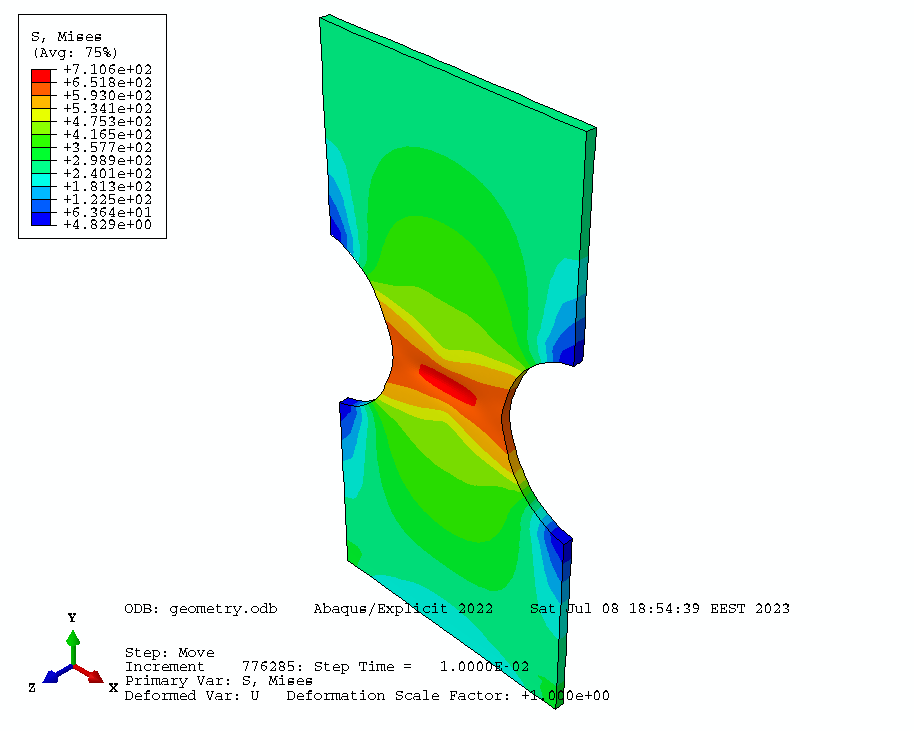 S, Mises
(Avg: 75%)
+7.106e+02
+6.518e+02
+5.930e+02
+5.341e+02
+4.753e+02
+4.165e+02
+3.577e+02
+2.989e+02
+2.401e+02
+1.813e+02
+1.225e+02
+6.364e+01
+4.829e+00
ODB: geometry.odb Abaqus/Explicit 2022 Sat Jul 08 18:54:39 EEST 2023
Y
Z X
Step: Move
Increment 776285: Step Time = 1.0000E-02
Primary Var: S, Mises
Deformed Var: U Deformation Scale Factor: +1.000e+00